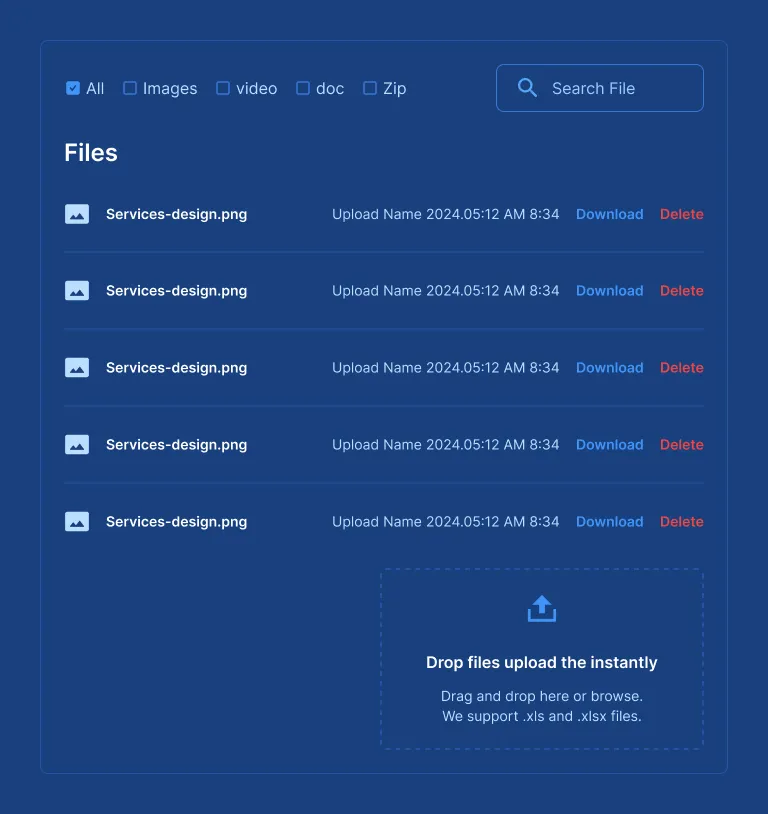 All Images video doc Zip Search File
Files
Services-design.png Upload Name 2024.05:12 AM 8:34 Download Delete
Services-design.png Upload Name 2024.05:12 AM 8:34 Download Delete
Services-design.png Upload Name 2024.05:12 AM 8:34 Download Delete
Services-design.png Upload Name 2024.05:12 AM 8:34 Download Delete
Services-design.png Upload Name 2024.05:12 AM 8:34 Download Delete
Drop files upload the instantly
Drag and drop here or browse.
We support .xls and .xlsx files.